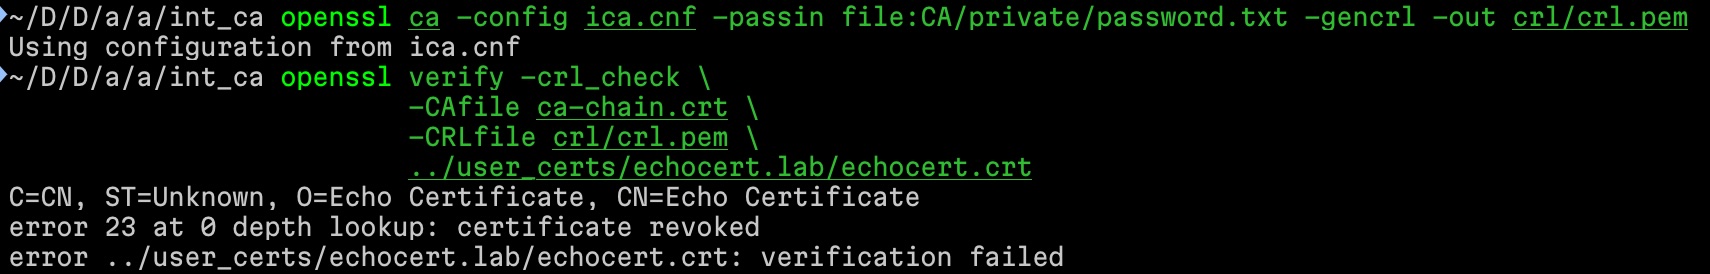 ~/D/D/a/a/int_ca openssl ca -config ica.cnf -passin file:CA/private/password.txt -gencrl -out crl/crl.pem
Using configuration from ica.cnf
~/D/D/a/a/int_ca openssl verify -crl_check \
-CAfile ca-chain.crt \
-CRLfile crl/crl.pem \
../user_certs/echocert.lab/echocert.crt
C=CN, ST=Unknown, O=Echo Certificate, CN=Echo Certificate
error 23 at 0 depth lookup: certificate revoked
error ../user_certs/echocert.lab/echocert.crt: verification failed